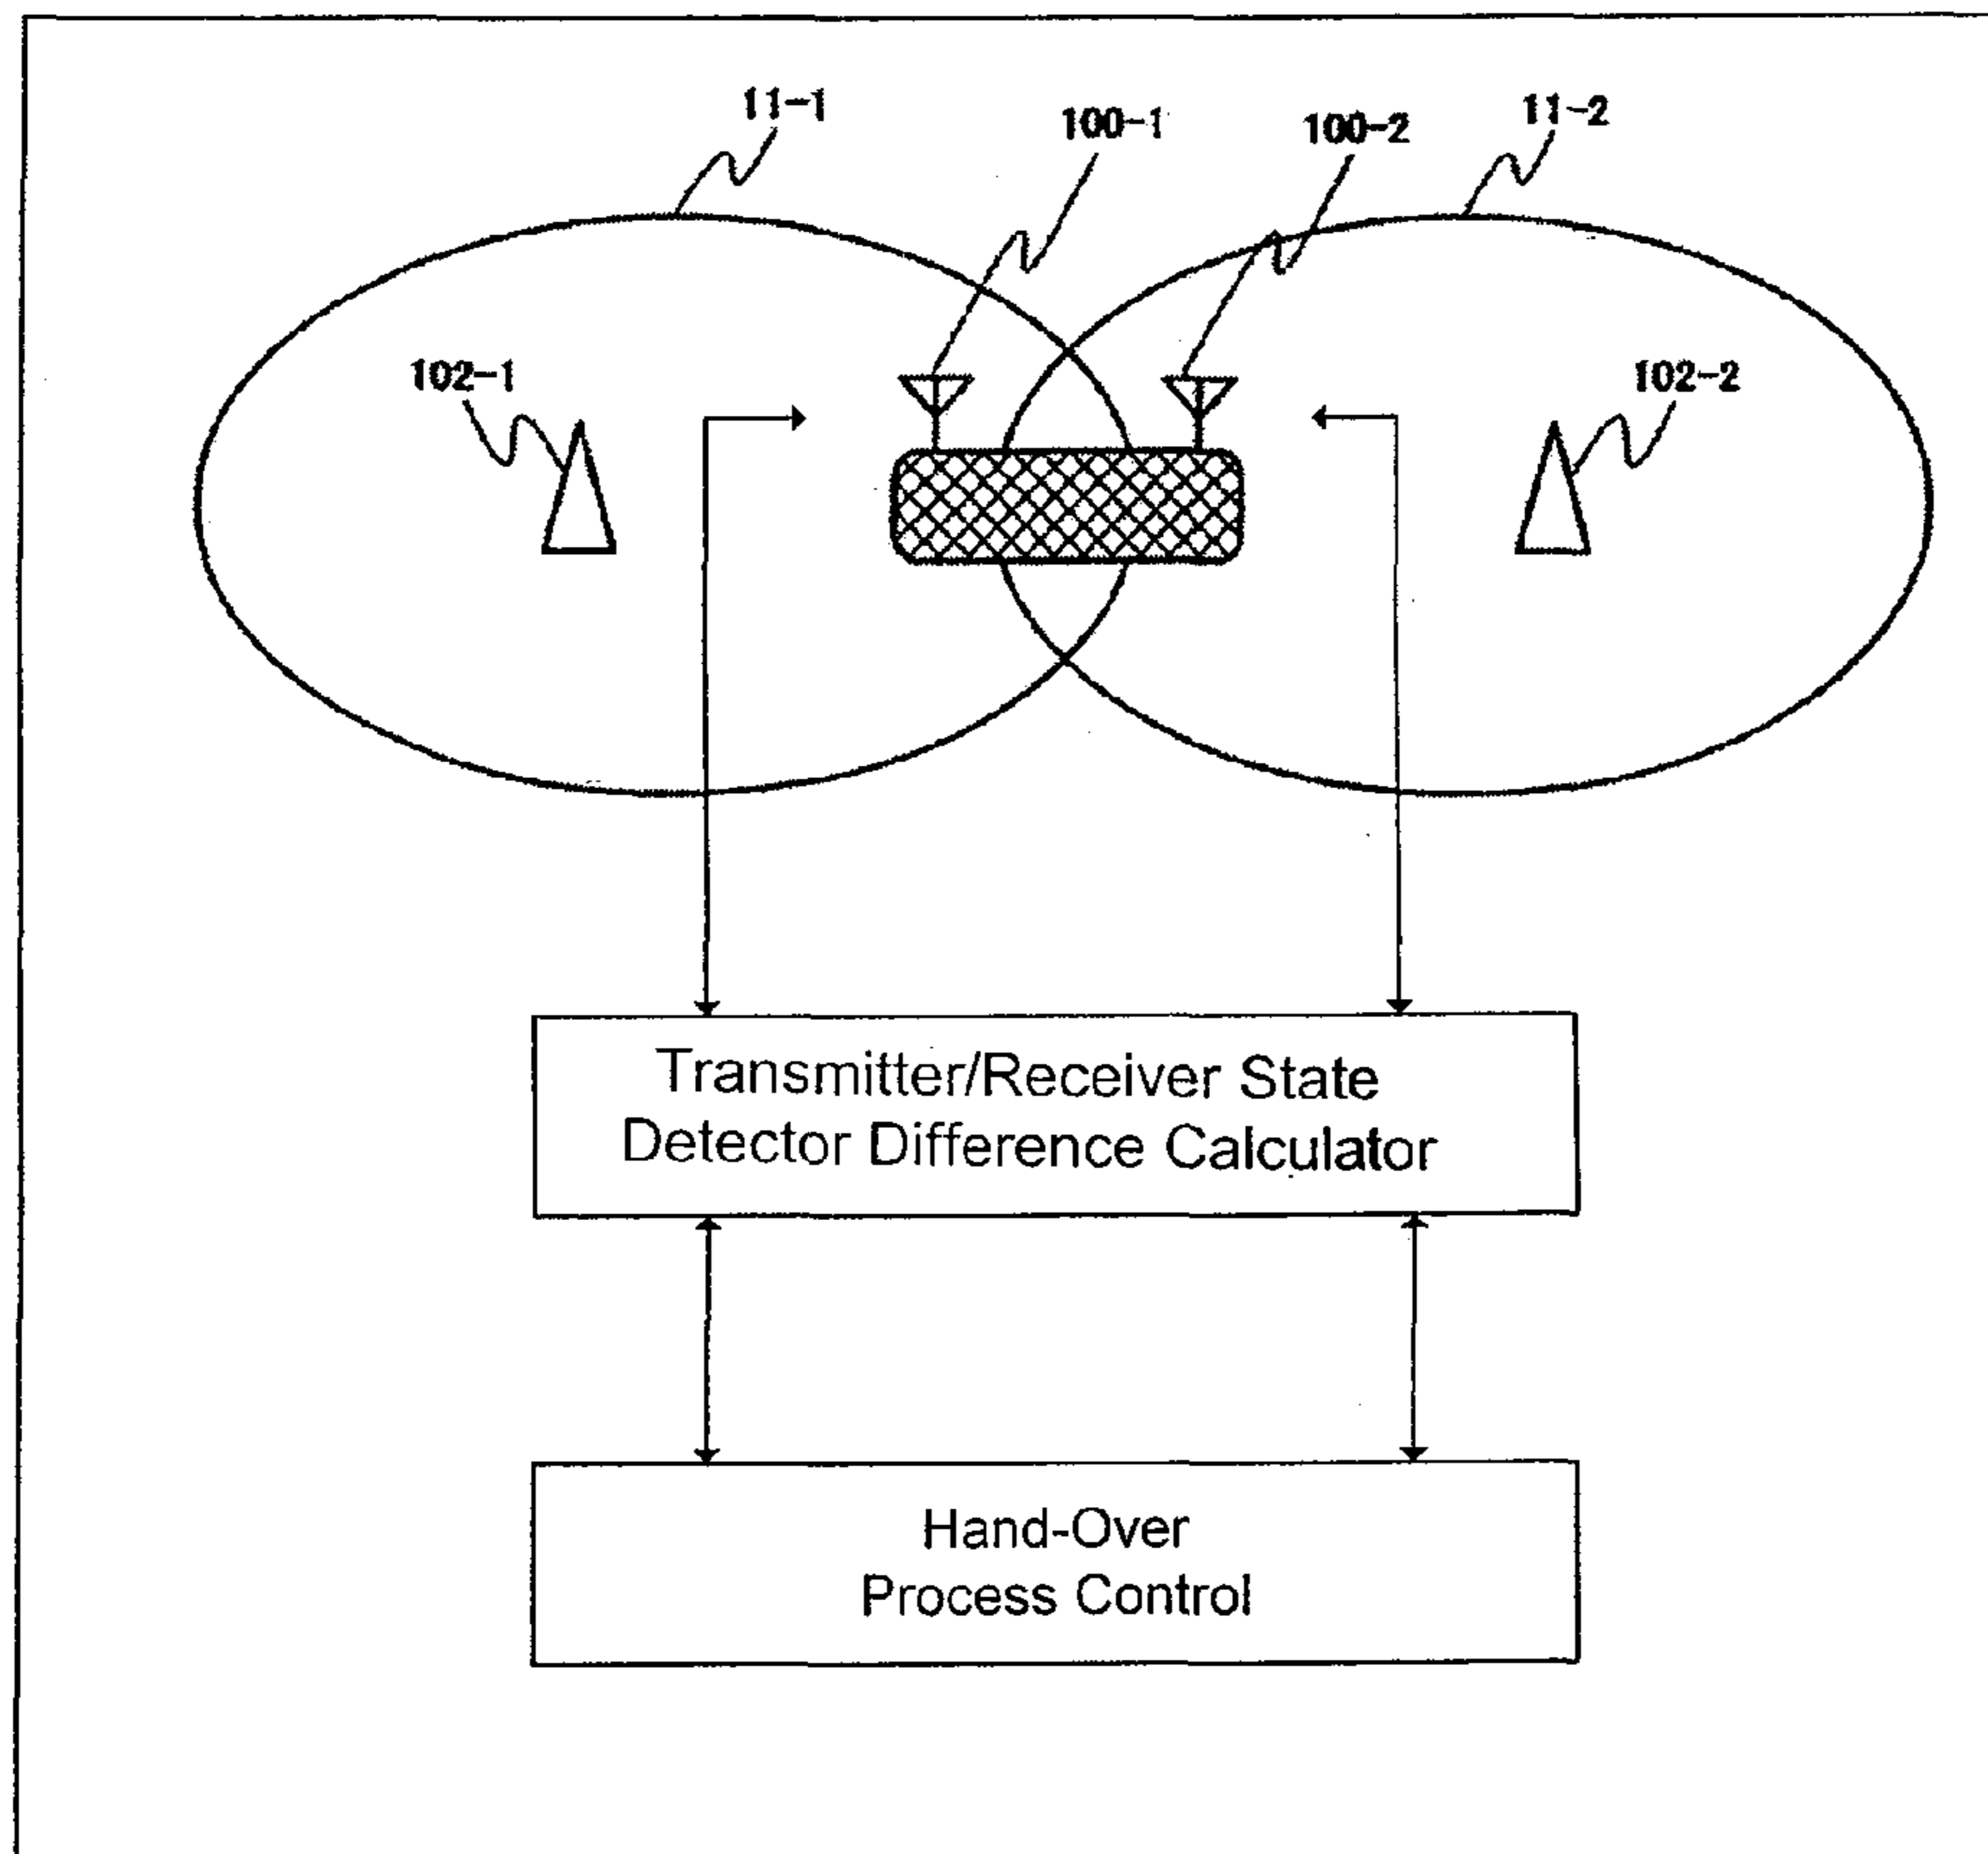 11-1
100-1
100-2
11-2
102-1
102-2
Transmitter/Receiver State
Detector Difference Calculator
Hand-Over
Process Control